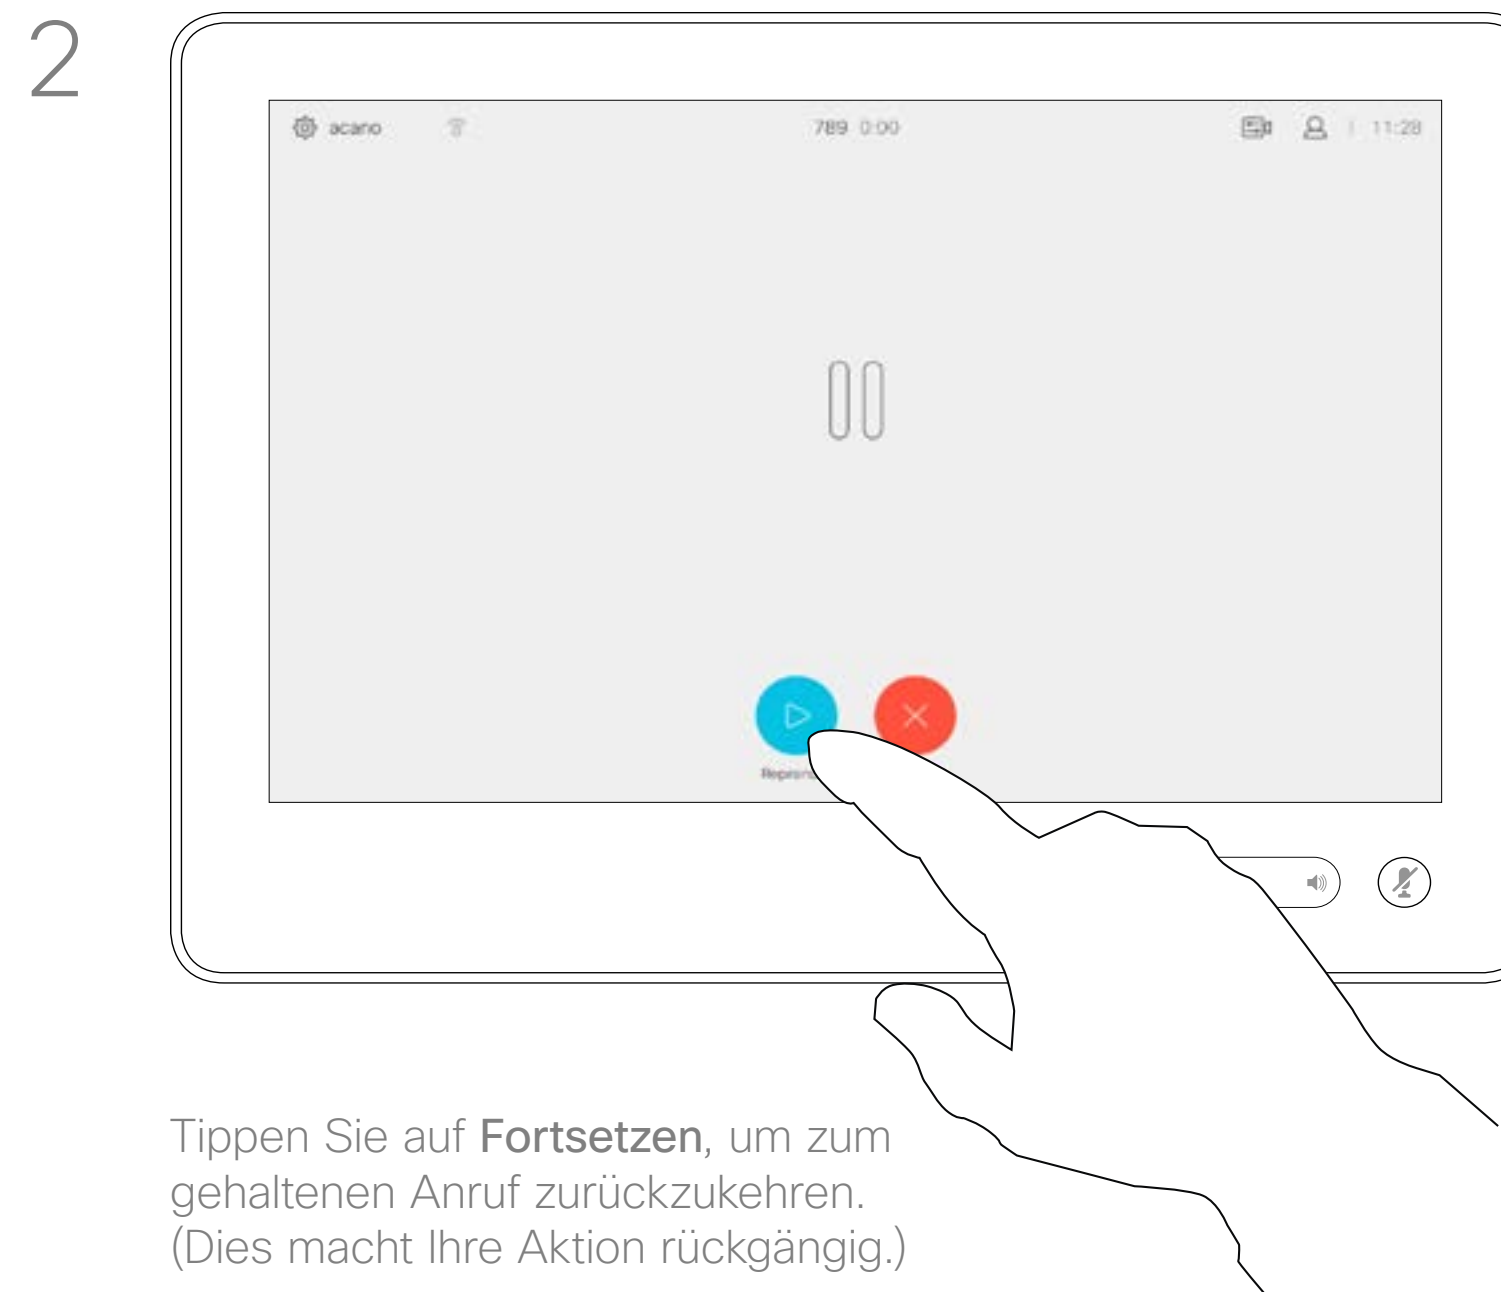 2
acano
789 0:00
11:28
Tippen Sie auf Fortsetzen, um zum
gehaltenen Anruf zurückzukehren.
(Dies macht Ihre Aktion rückgängig.)